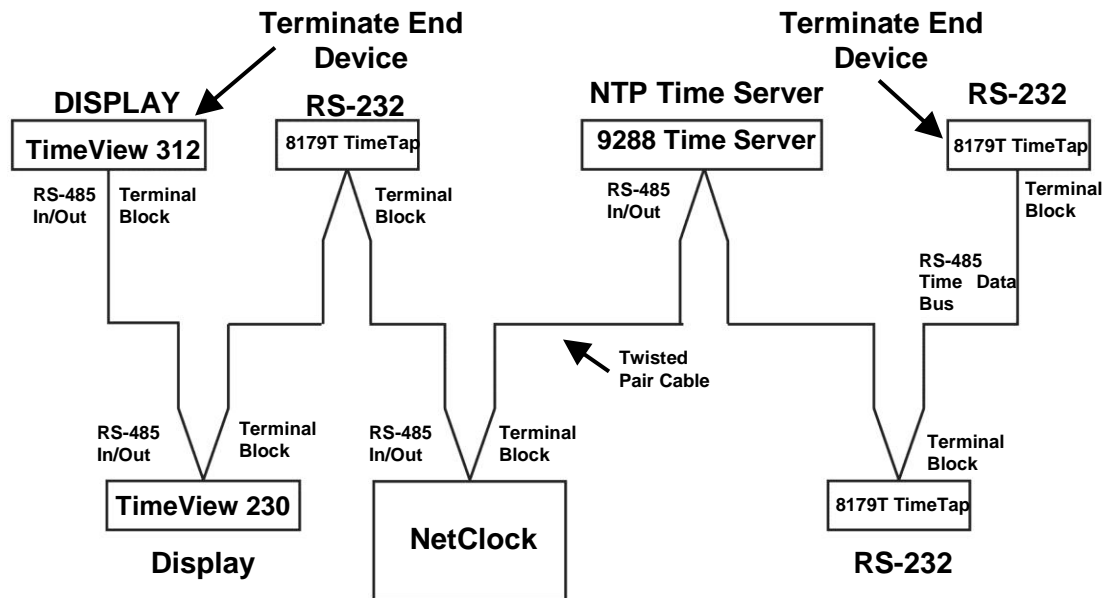 Terminate End
Device
Terminate End
Device
DISPLAY
RS-232
NTP Time Server
RS-232
TimeView 312
8179T TimeTap
9288 Time Server
8179T TimeTap
RS-485
In/Out
Terminal
Block
Terminal
Block
RS-485
In/Out
Terminal
Block
RS-485
Time Data
Bus
Twisted
Pair Cable
RS-485
In/Out
Terminal
Block
RS-485
In/Out
Terminal
Block
Terminal
Block
TimeView 230
NetClock
8179T TimeTap
Display
RS-232